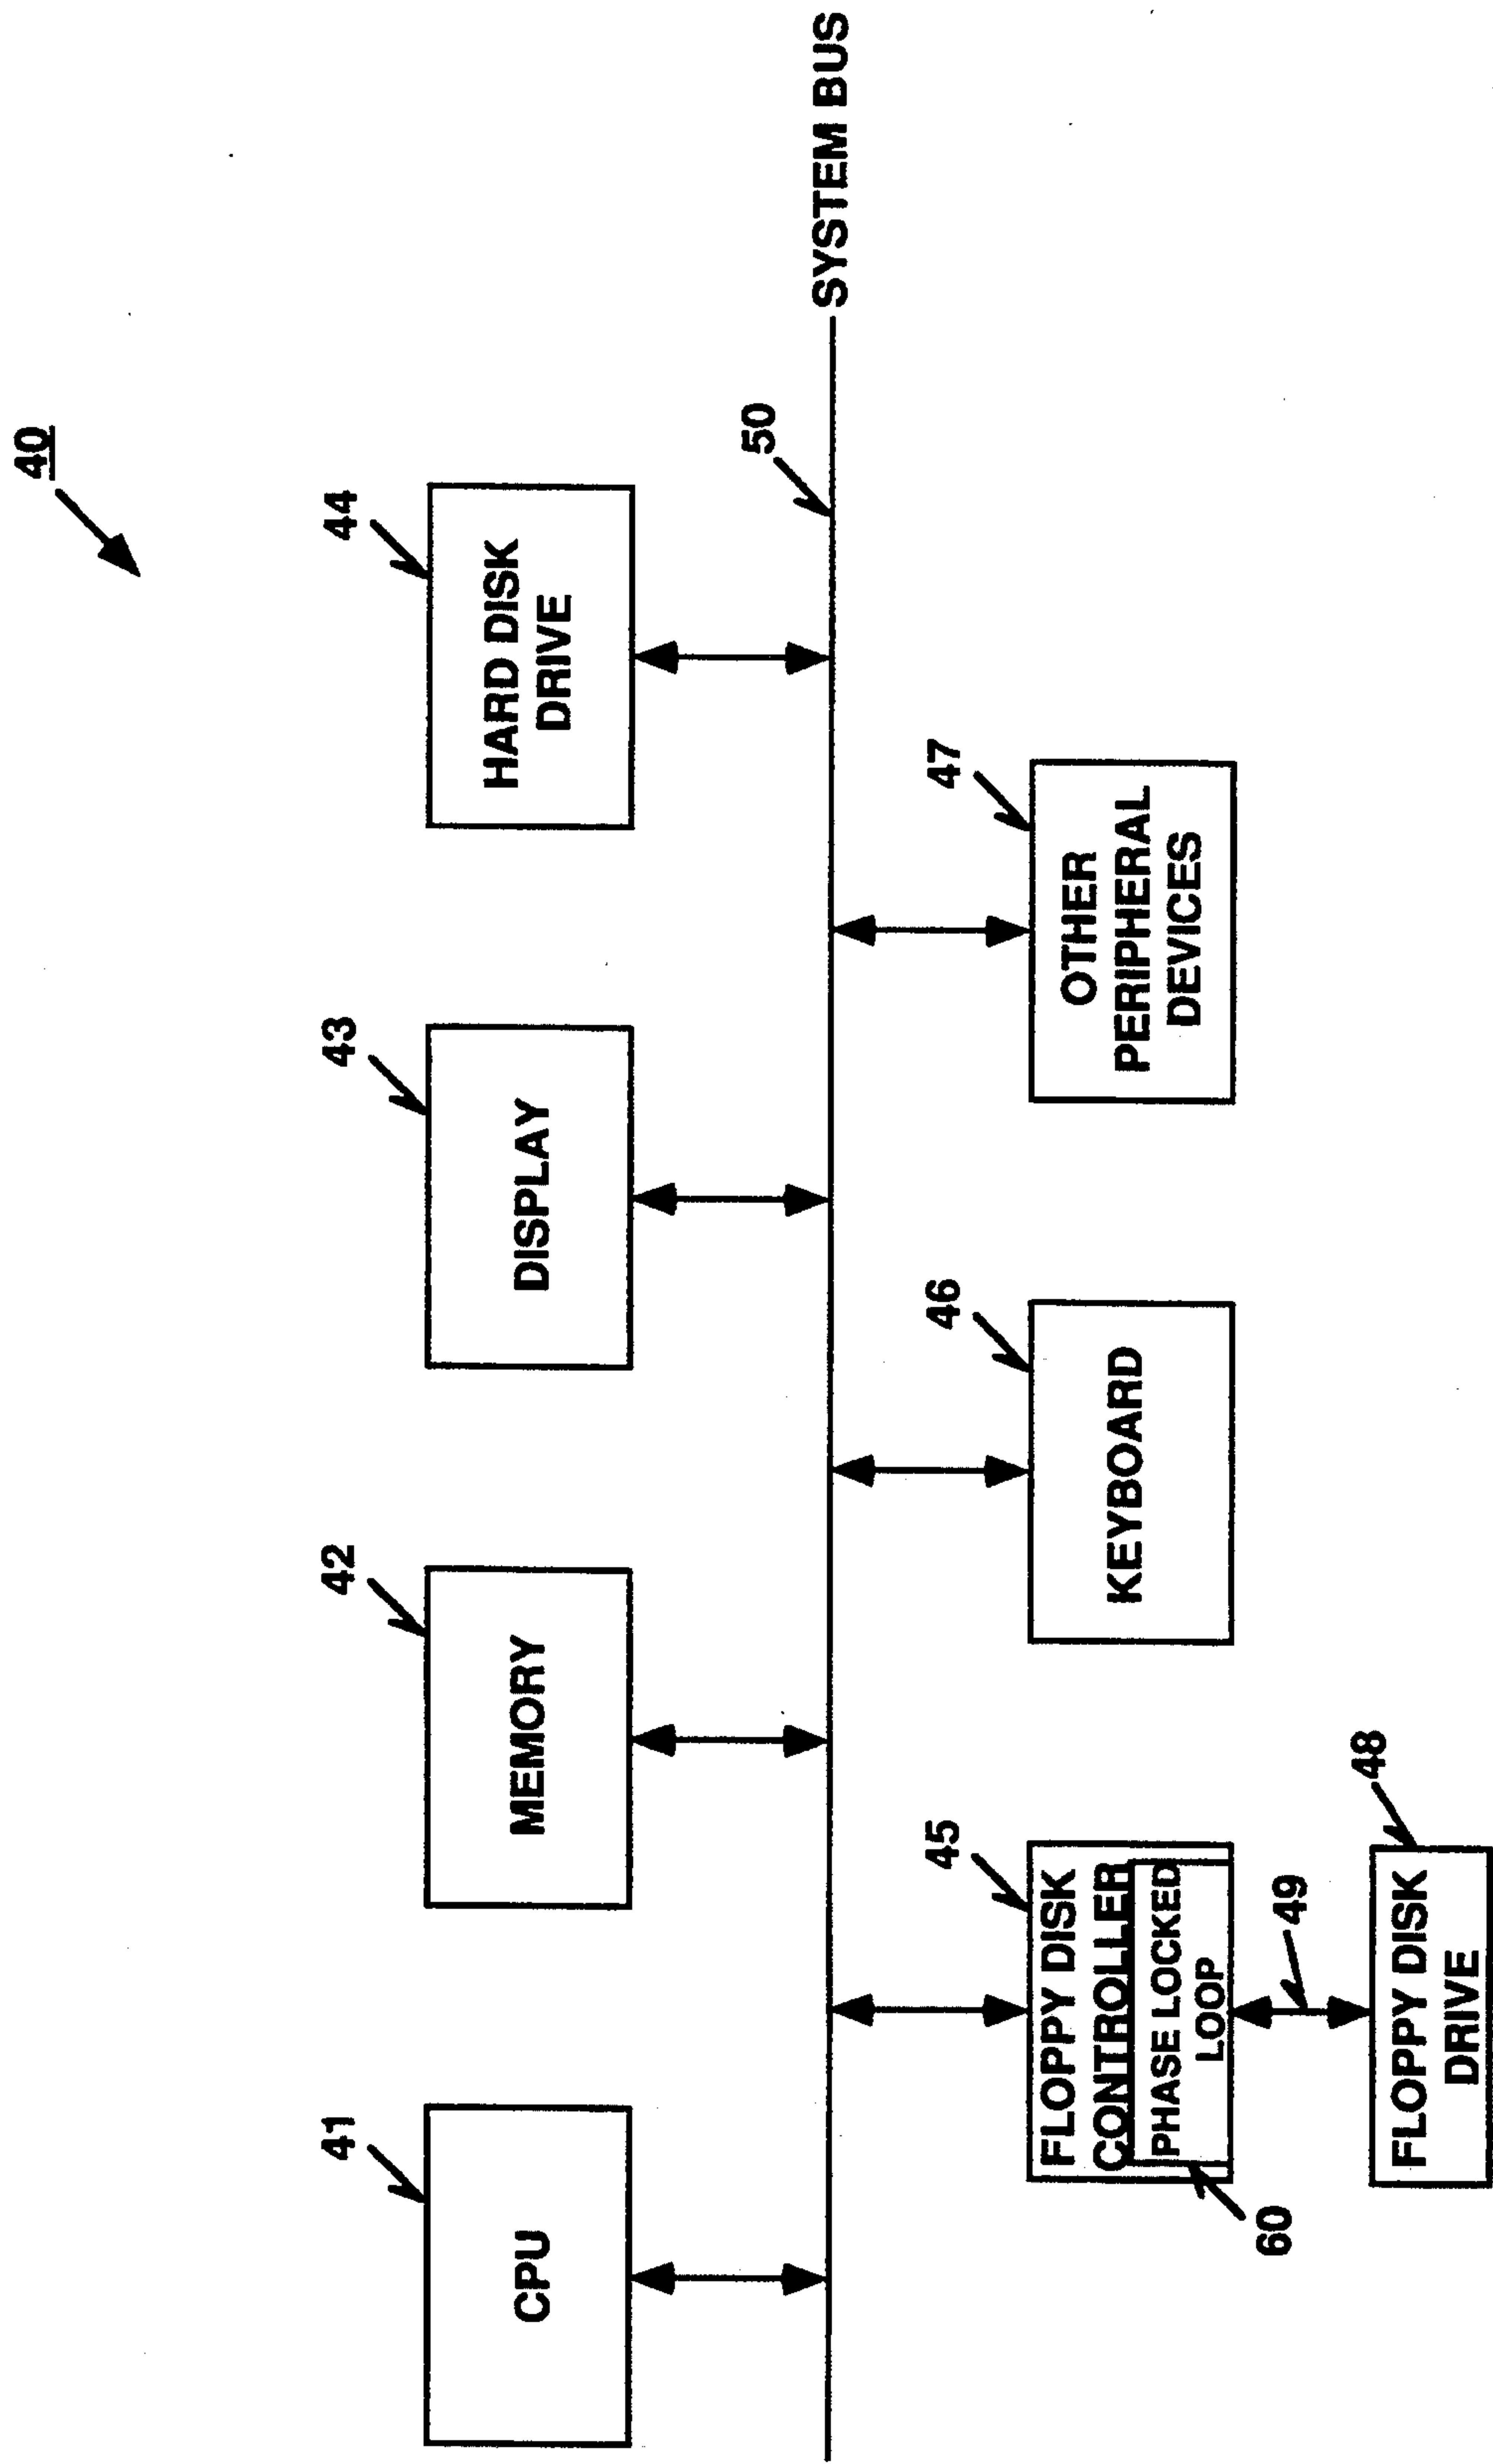 40
41
CPU
42
MEMORY
43
DISPLAY
44
HARD DISK
DRIVE
50
SYSTEM BUS
45
FLOPPY DISK
CONTROLLER
PHASE LOCKED
LOOP
60
49
48
FLOPPY DISK
DRIVE
46
KEYBOARD
47
OTHER
PERIPHERAL
DEVICES